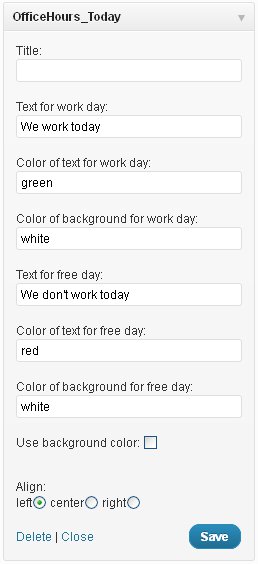 OfficeHours_Today
Title:
Text for work day:
We work today
Color of text for work day:
green
Color of background for work day:
white
Text for free day:
We don't work today
Color of text for free day:
red
Color of background for free day:
white
Use background color:
Align:
left center right
Delete | Close Save